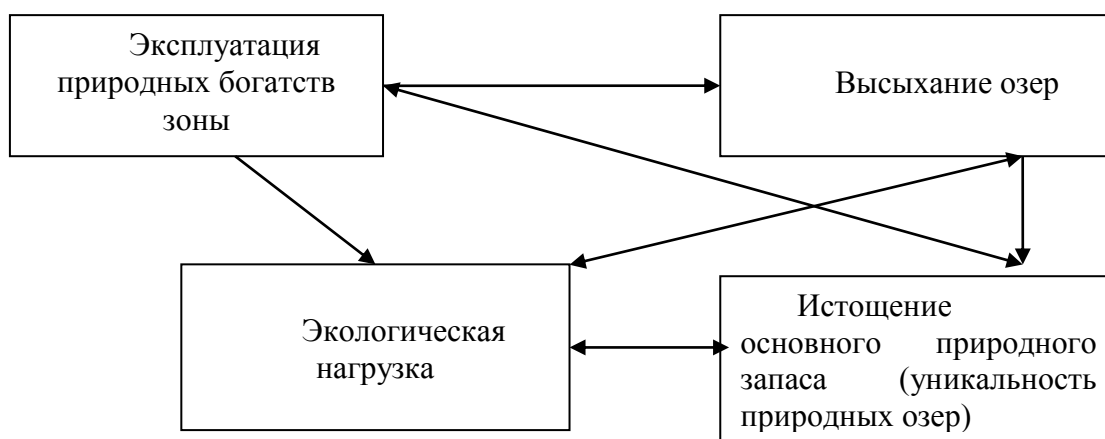 Эксплуатация
природных богатств
зоны
Высыхание озер
Экологическая
нагрузка
Истощение
основного природного
запаса (уникальность
природных озер)